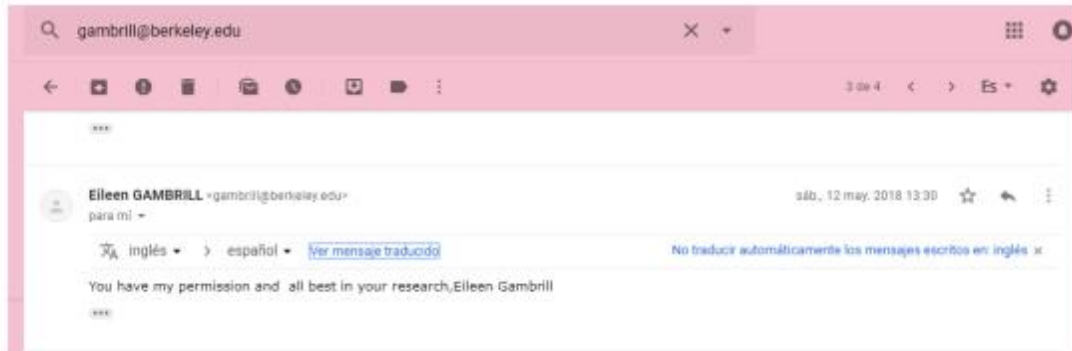 gambrill@berkeley.edu
3 de 4
Es
Eileen GAMBRILL <gambrill@berkeley.edu>
sáb., 12 may. 2018 13:30
para mí
inglés > español Ver mensaje traducido
No traducir automáticamente los mensajes escritos en: inglés x
You have my permission and  all best in your research,Eileen Gambrill